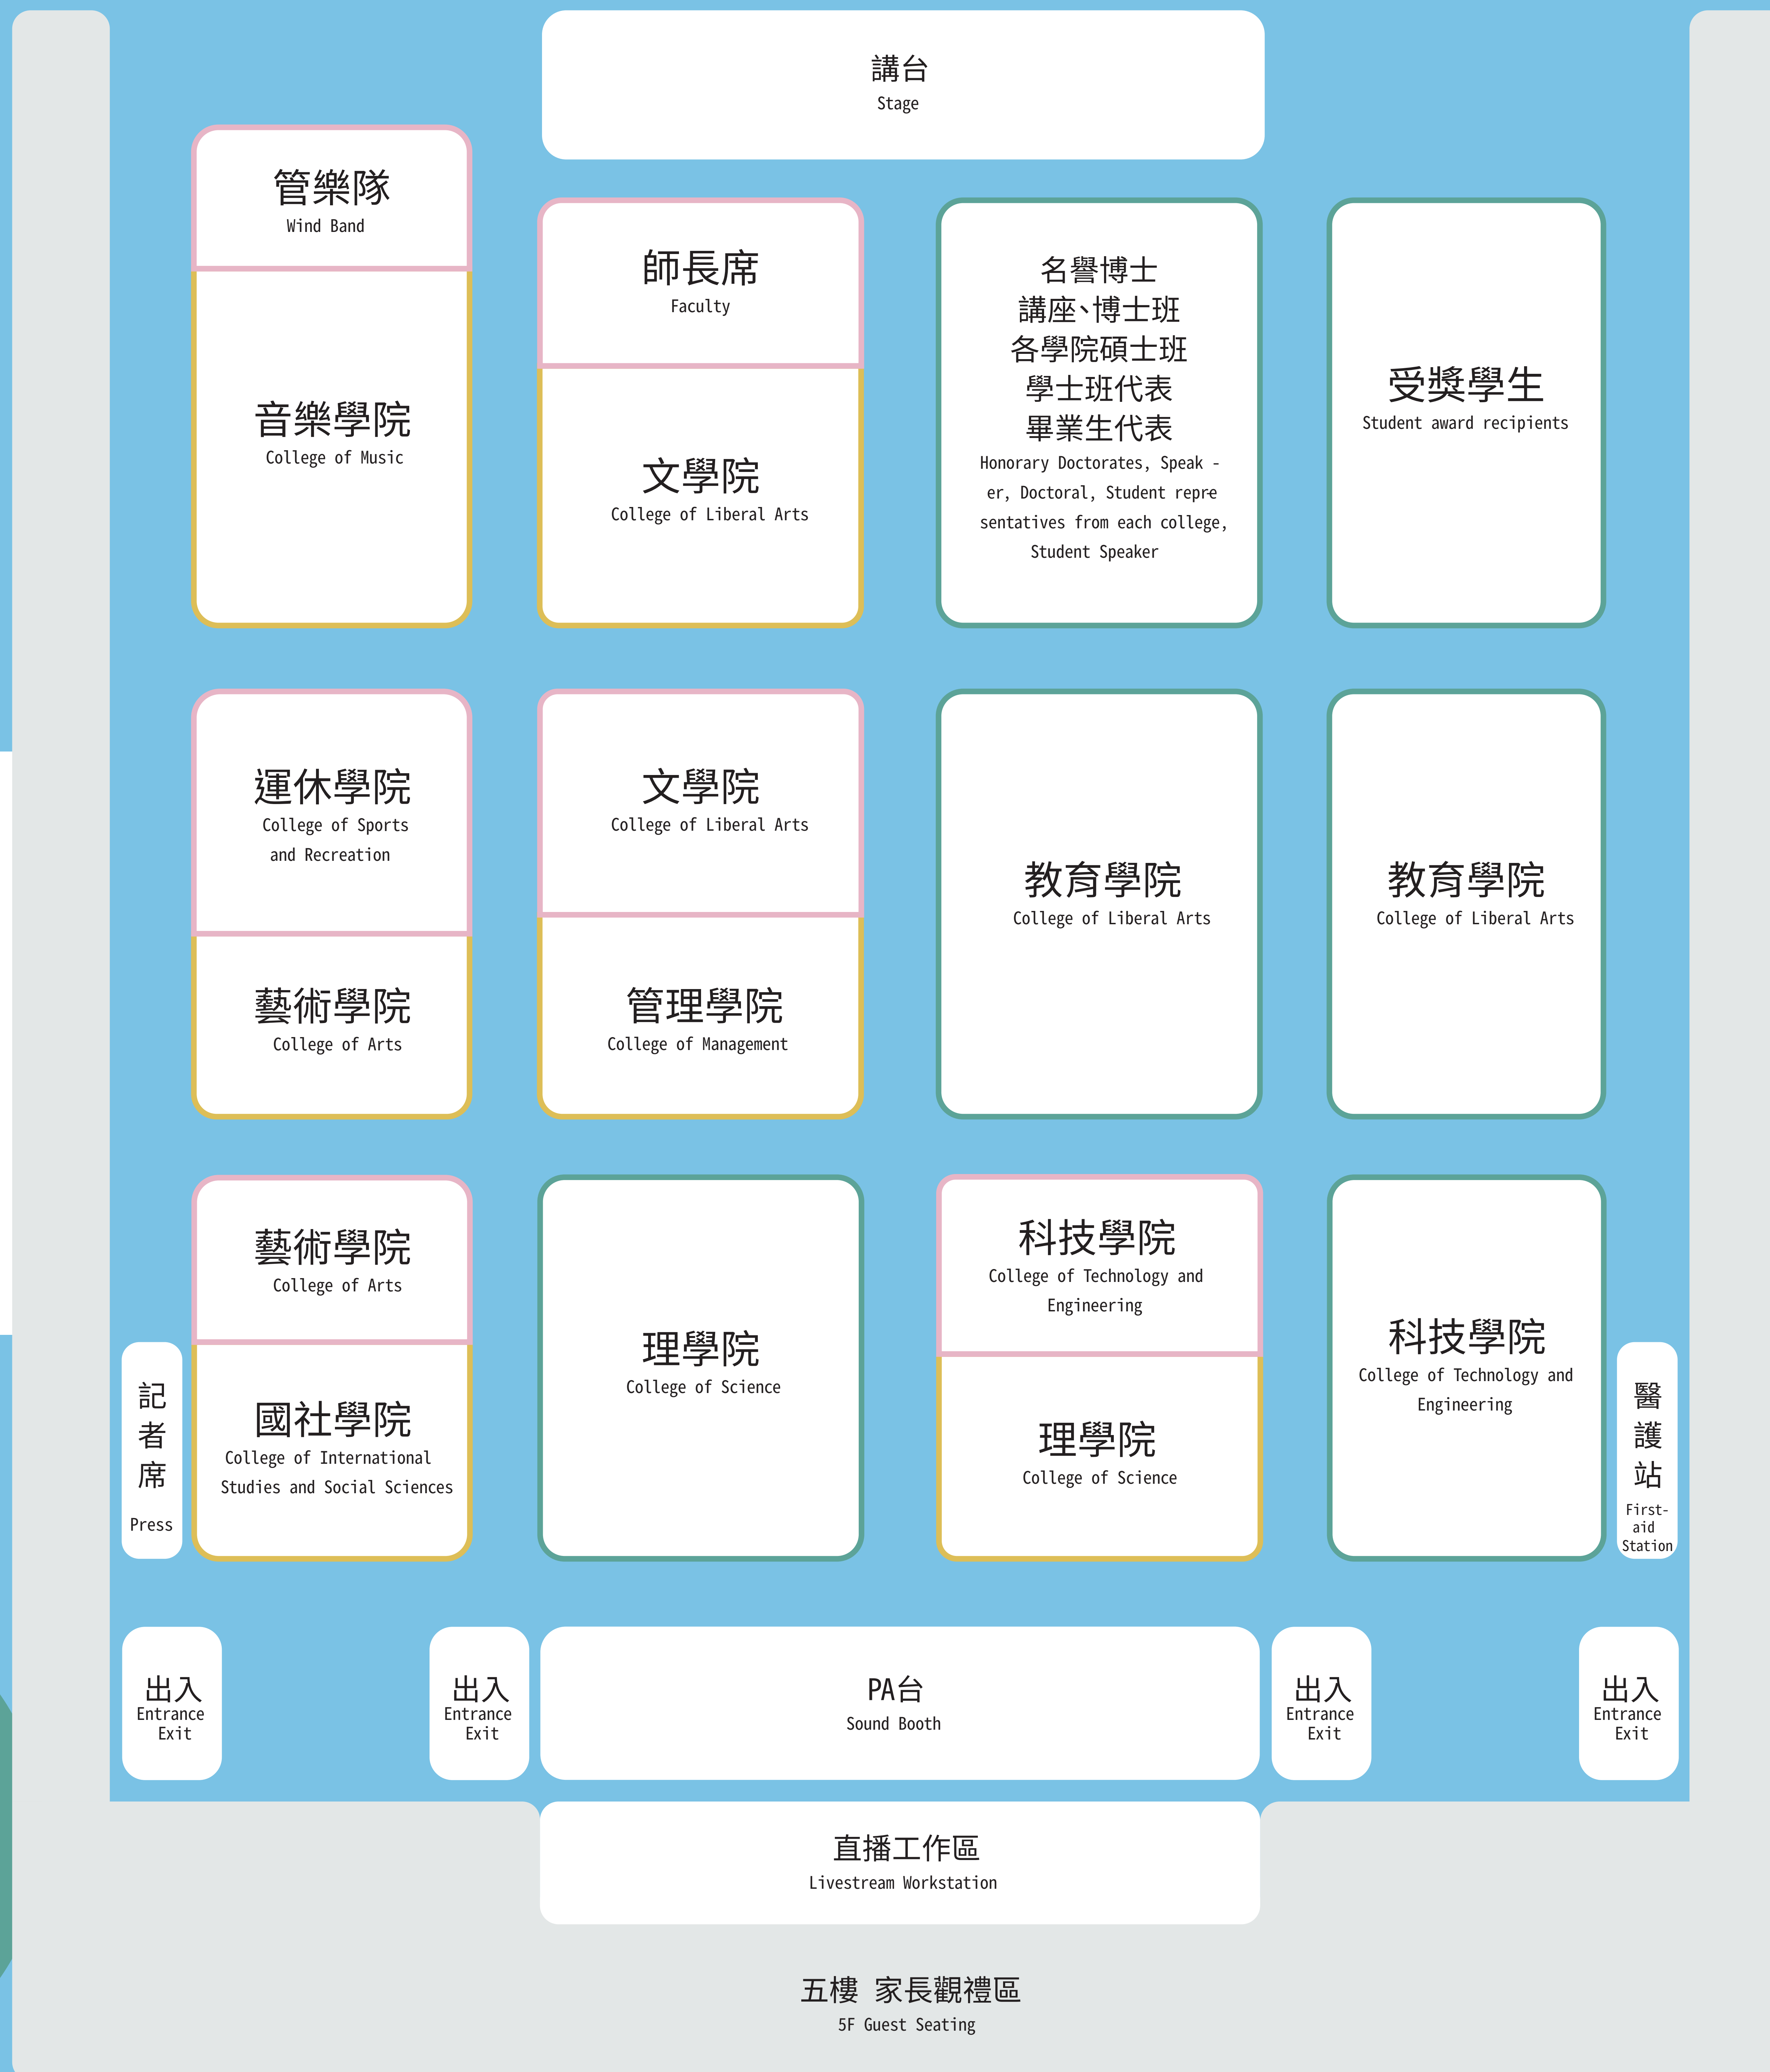 講台
Stage
管樂隊
Wind Band
音樂學院
College of Music
師長席
Faculty
文學院
College of Liberal Arts
名譽博士
講座、博士班
各學院碩士班
學士班代表
畢業生代表
Honorary Doctorates, Speak -
er, Doctoral, Student repre
sentatives from each college,
Student Speaker
受獎學生
Student award recipients
運休學院
College of Sports
and Recreation
藝術學院
College of Arts
文學院
College of Liberal Arts
管理學院
College of Management
教育學院
College of Liberal Arts
教育學院
College of Liberal Arts
藝術學院
College of Arts
國社學院
College of International
Studies and Social Sciences
理學院
College of Science
科技學院
College of Technology and
Engineering
理學院
College of Science
科技學院
College of Technology and
Engineering
記者席
Press
醫護站
First-
aid
Station
出入
Entrance
Exit
出入
Entrance
Exit
PA台
Sound Booth
出入
Entrance
Exit
出入
Entrance
Exit
直播工作區
Livestream Workstation
五樓 家長觀禮區
5F Guest Seating